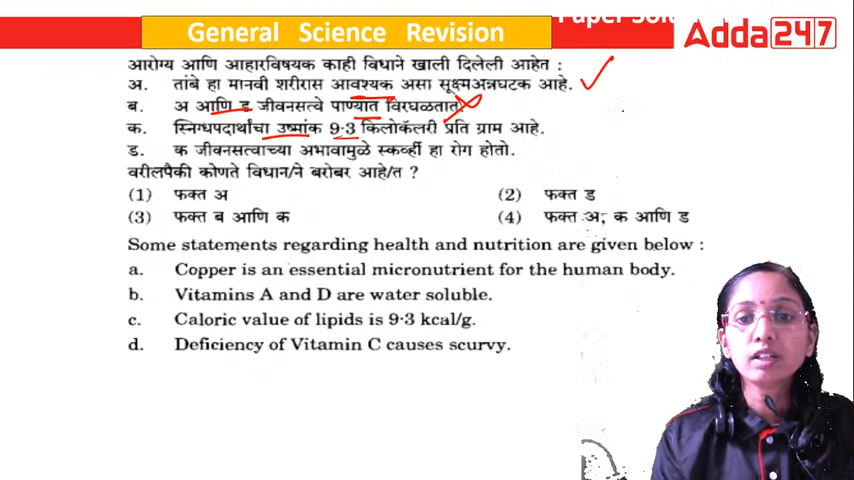 General Science Revision
Paper
Adda247
आरोग्य आणि आहारविषयक काही विधाने खाली दिलेली आहेत :
अ. तांबे हा मानवी शरीरास आवश्यक असा सूक्ष्मअन्नघटक आहे.
ब. अ आणि ड जीवनसत्वे पाण्यात विरघळतात.
क. स्निग्धपदार्थांचा उष्मांक 9·3 किलोकॅलरी प्रति ग्राम आहे.
ड. क जीवनसत्वाच्या अभावामुळे स्कर्व्ही हा रोग होतो.
वरीलपैकी कोणते विधान/ने बरोबर आहे/त ?
(1) फक्त अ (2) फक्त ड
(3) फक्त ब आणि क (4) फक्त अ, क आणि ड
Some statements regarding health and nutrition are given below :
a. Copper is an essential micronutrient for the human body.
b. Vitamins A and D are water soluble.
c. Caloric value of lipids is 9·3 kcal/g.
d. Deficiency of Vitamin C causes scurvy.